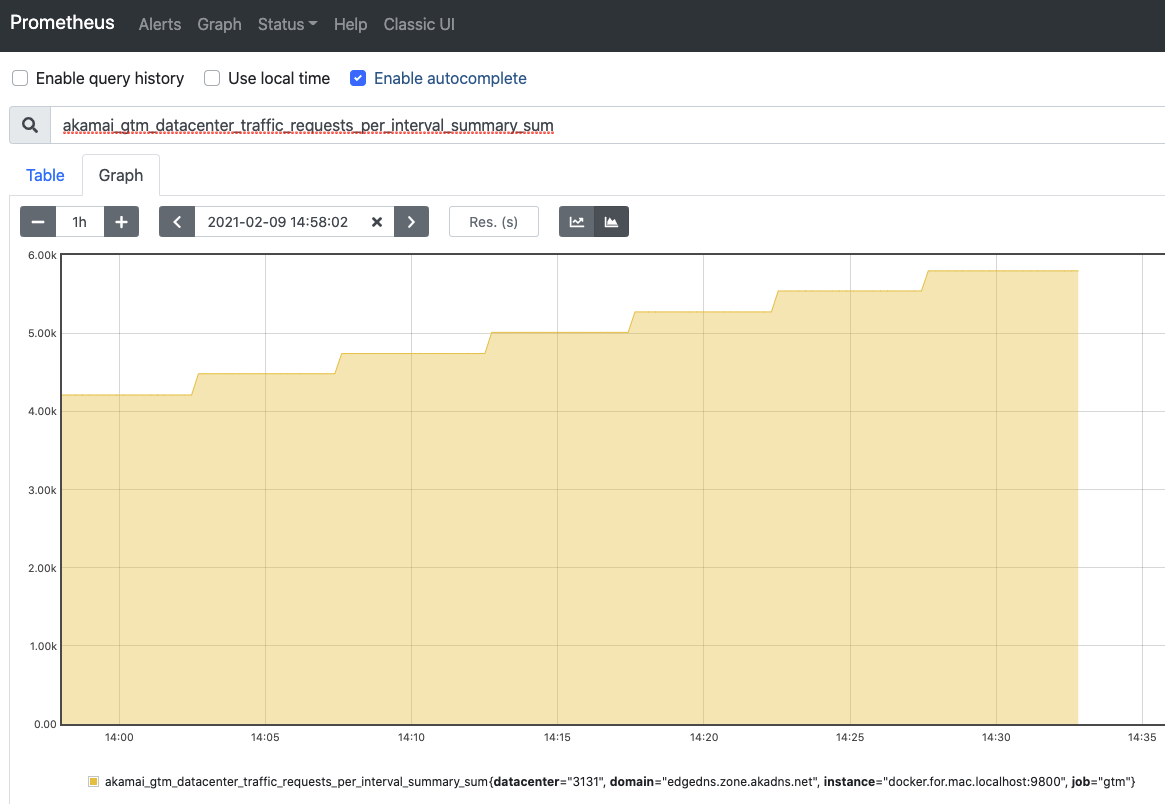 Prometheus Alerts Graph Status Help Classic UI
Enable query history Use local time Enable autocomplete
akamai_gtm_datacenter_traffic_requests_per_interval_summary_sum
Table Graph
1h 2021-02-09 14:58:02 Res. (s)
6.00k
5.00k
4.00k
3.00k
2.00k
1.00k
0.00
14:00 14:05 14:10 14:15 14:20 14:25 14:30 14:35
akamai_gtm_datacenter_traffic_requests_per_interval_summary_sum{datacenter="3131", domain="edgedns.zone.akadns.net", instance="docker.for.mac.localhost:9800", job="gtm"}